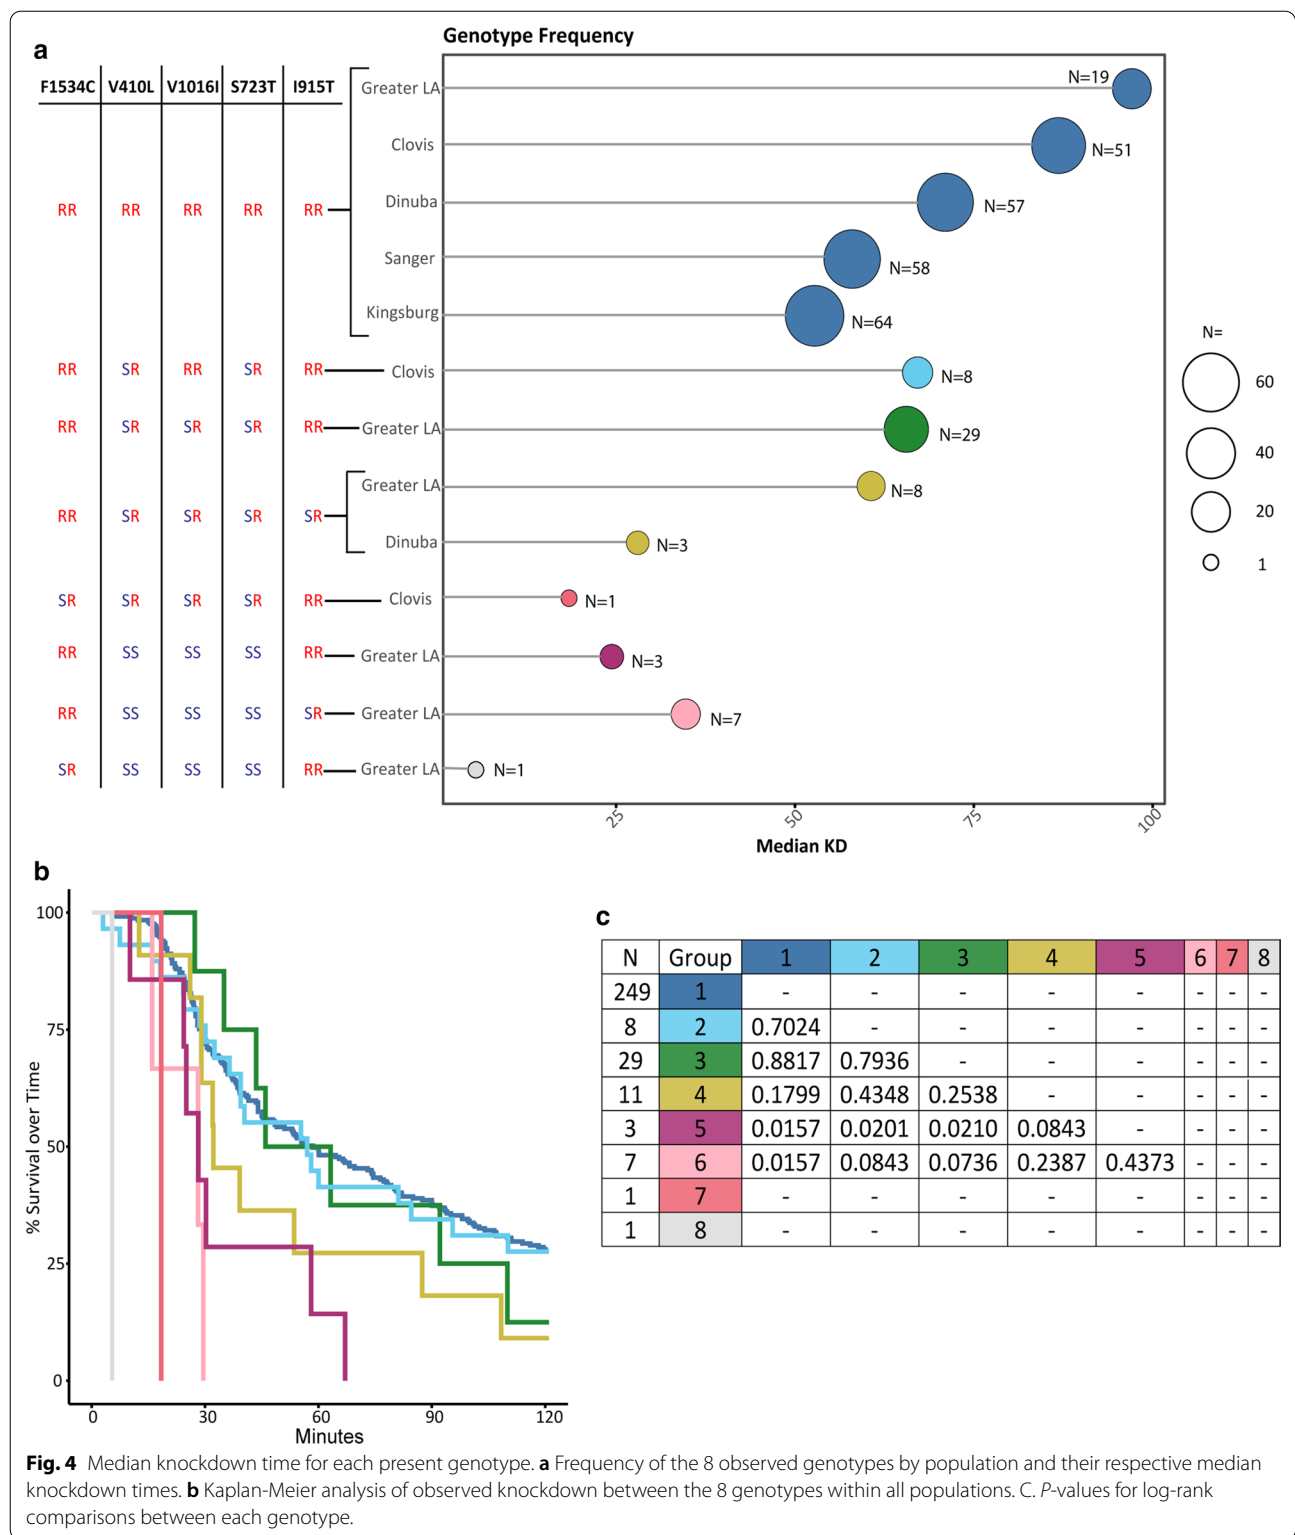 a
Genotype Frequency
F1534C V410L V1016I S723T I915T
Greater LA N=19
Clovis N=51
RR RR RR RR RR Dinuba N=57
Sanger N=58
Kingsburg N=64
RR SR RR SR RR Clovis N=8
RR SR SR SR RR Greater LA N=29
Greater LA N=8
RR SR SR SR SR
Dinuba N=3
SR SR SR SR RR Clovis N=1
RR SS SS SS RR Greater LA N=3
RR SS SS SS SR Greater LA N=7
SR SS SS SS RR Greater LA N=1
25 50 75 100
Median KD
N=
60
40
20
1
b
% Survival over Time
100
75
50
25
0
0 30 60 90 120
Minutes
c
N Group 1 2 3 4 5 6 7 8
249 1 - - - - - - - -
8 2 0.7024 - - - - - - -
29 3 0.8817 0.7936 - - - - - -
11 4 0.1799 0.4348 0.2538 - - - - -
3 5 0.0157 0.0201 0.0210 0.0843 - - - -
7 6 0.0157 0.0843 0.0736 0.2387 0.4373 - - -
1 7 - - - - - - - -
1 8 - - - - - - - -
Fig. 4 Median knockdown time for each present genotype. a Frequency of the 8 observed genotypes by population and their respective median
knockdown times. b Kaplan-Meier analysis of observed knockdown between the 8 genotypes within all populations. C. P-values for log-rank
comparisons between each genotype.